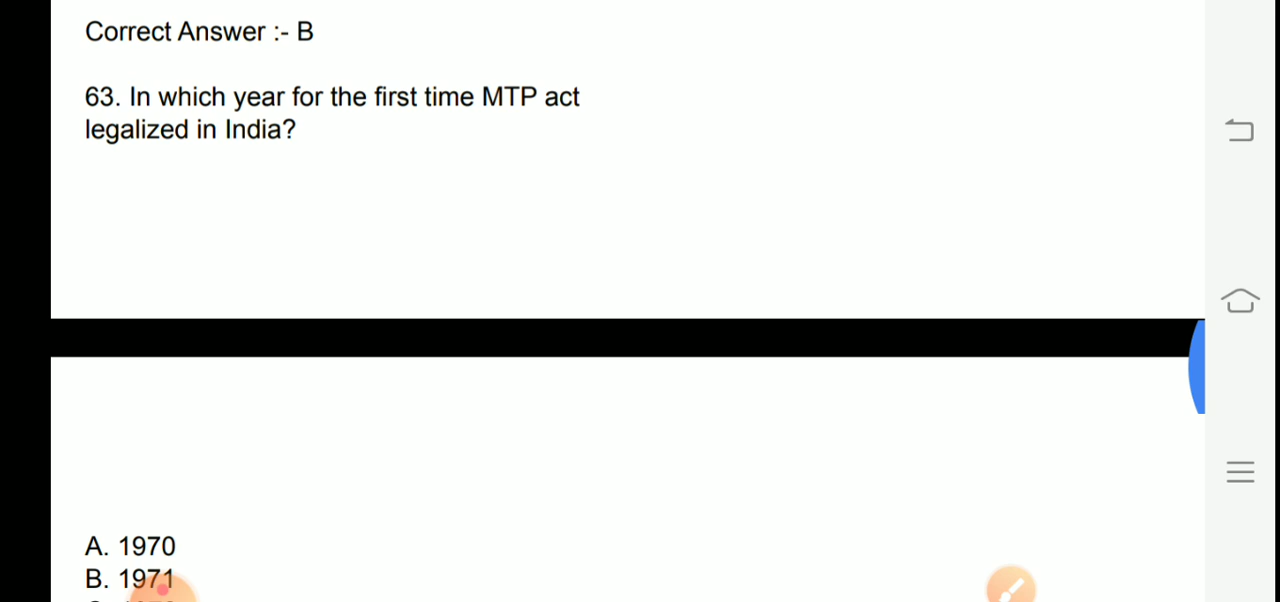 Correct Answer :- B
63. In which year for the first time MTP act
legalized in India?
A. 1970
B. 1971